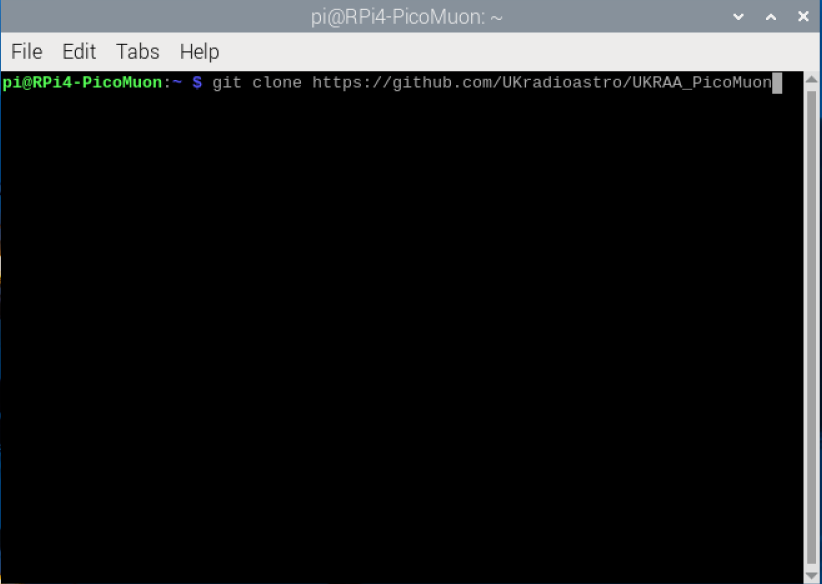 pi@RPi4-PicoMuon: ~
File Edit Tabs Help
pi@RPi4-PicoMuon:~ $ git clone https://github.com/UKradioastro/UKRAA_PicoMuon